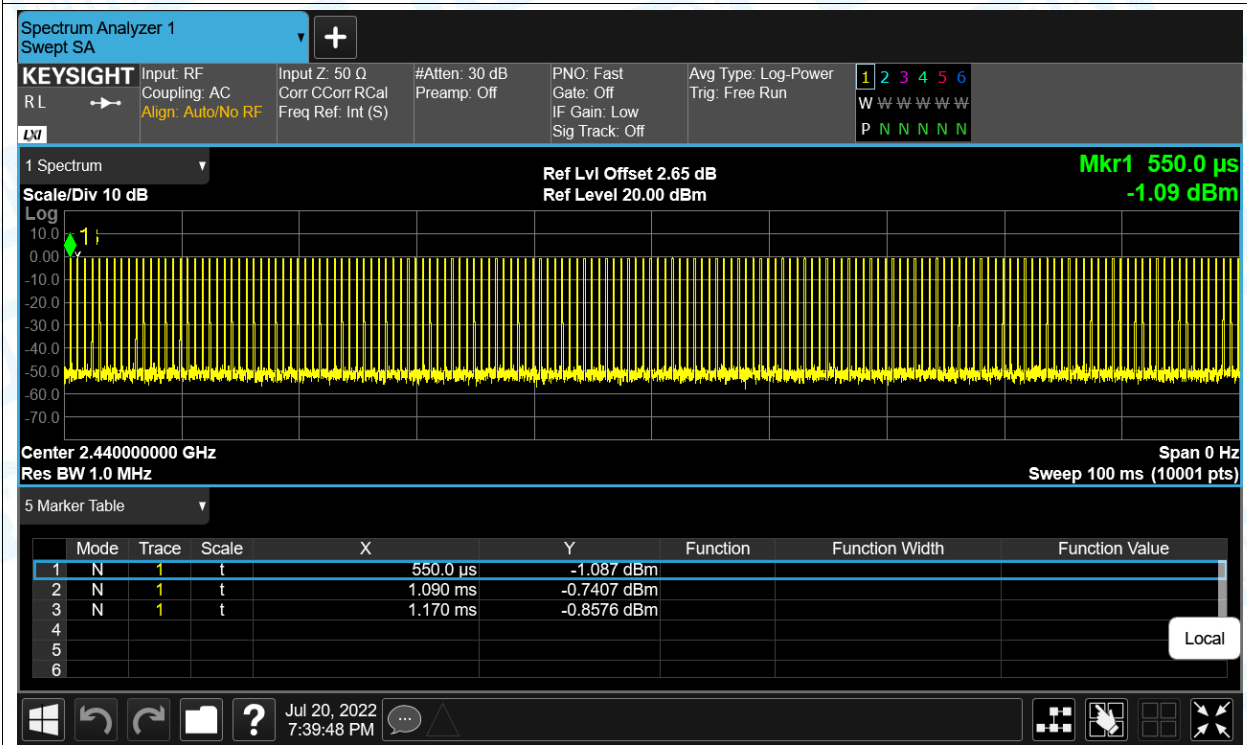 Spectrum Analyzer 1
Swept SA
KEYSIGHT Input: RF Input Z: 50 Ω #Atten: 30 dB PNO: Fast Avg Type: Log-Power 1 2 3 4 5 6
R L Coupling: AC Corr CCorr RCal Preamp: Off Gate: Off Trig: Free Run W W W W W W
Align: Auto/No RF Freq Ref: Int (S) IF Gain: Low
LXI Sig Track: Off P N N N N N
1 Spectrum Ref Lvl Offset 2.65 dB Mkr1 550.0 µs
Scale/Div 10 dB Ref Level 20.00 dBm -1.09 dBm
Log
10.0 1
0.00
-10.0
-20.0
-30.0
-40.0
-50.0
-60.0
-70.0
Center 2.440000000 GHz Span 0 Hz
Res BW 1.0 MHz Sweep 100 ms (10001 pts)
5 Marker Table
Mode Trace Scale X Y Function Function Width Function Value
1 N 1 t 550.0 µs -1.087 dBm
2 N 1 t 1.090 ms -0.7407 dBm
3 N 1 t 1.170 ms -0.8576 dBm
4
5
6
Local
? Jul 20, 2022
7:39:48 PM